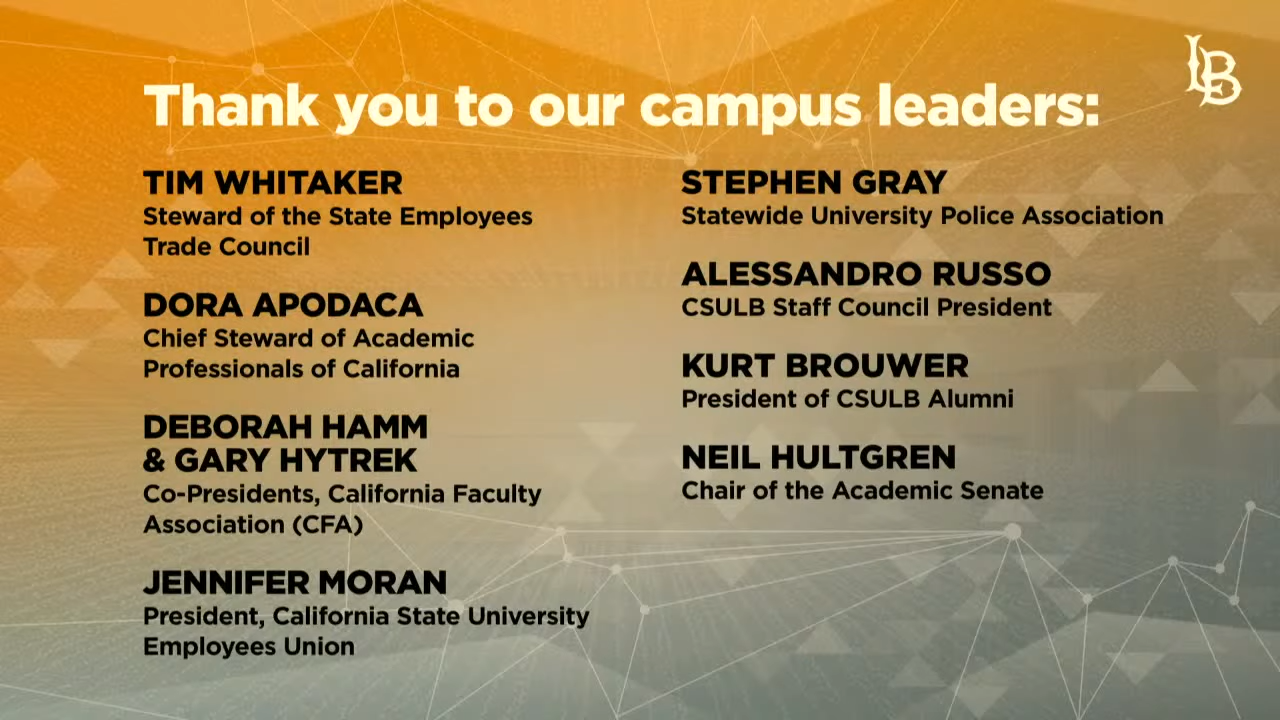 LB
Thank you to our campus leaders:
TIM WHITAKER
Steward of the State Employees
Trade Council
DORA APODACA
Chief Steward of Academic
Professionals of California
DEBORAH HAMM
& GARY HYTREK
Co-Presidents, California Faculty
Association (CFA)
JENNIFER MORAN
President, California State University
Employees Union
STEPHEN GRAY
Statewide University Police Association
ALESSANDRO RUSSO
CSULB Staff Council President
KURT BROUWER
President of CSULB Alumni
NEIL HULTGREN
Chair of the Academic Senate